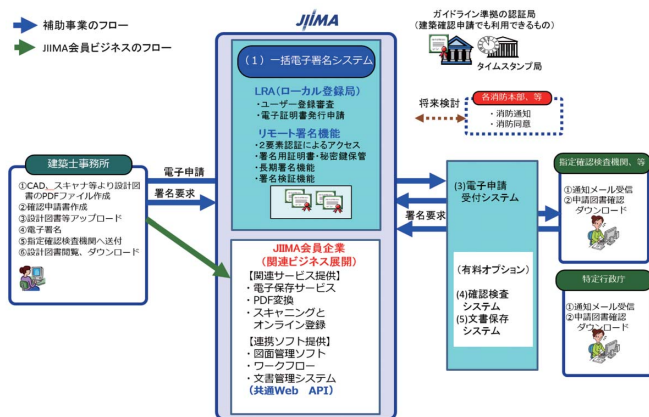 補助事業のフロー
JIIMA会員ビジネスのフロー
JIIMA
ガイドライン準拠の認証局
(建築確認申請でも利用できるもの)
タイムスタンプ局
(1)一括電子署名システム
LRA(ローカル登録局)
・ユーザー登録審査
・電子証明書発行申請
リモート署名機能
・2要素認証によるアクセス
・署名用証明書・秘密鍵保管
・長期署名機能
・署名検証機能
将来検討
各消防本部、等
・消防通知
・消防同意
建築士事務所
①CAD、スキャナ等より設計図
書のPDFファイル作成
②確認申請書作成
③設計図書等アップロード
④電子署名
⑤指定確認検査機関へ送付
⑥設計図書閲覧、ダウンロード
電子申請
署名要求
署名要求
(3)電子申請
受付システム
(有料オプション)
(4)確認検査
システム
(5)文書保存
システム
指定確認検査機関、等
①通知メール受信
②申請図書確認
ダウンロード
特定行政庁
①通知メール受信
②申請図書確認
ダウンロード
JIIMA会員企業
(関連ビジネス展開)
【関連サービス提供】
・電子保存サービス
・PDF変換
・スキャニングと
オンライン登録
【連携ソフト提供】
・図面管理ソフト
・ワークフロー
・文書管理システム
(共通Web API)